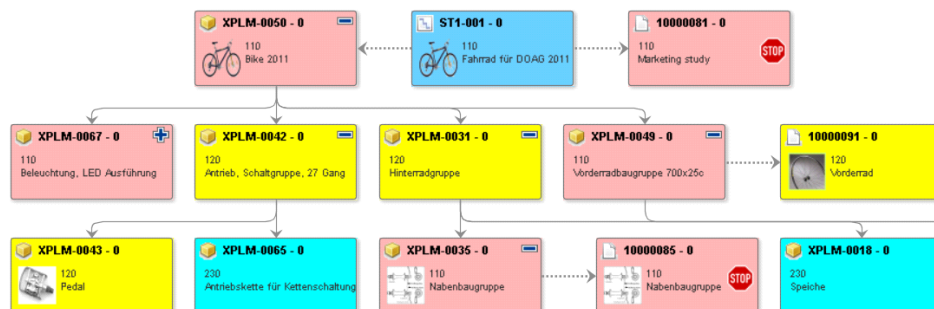 XPLM-0050 - 0
110
Bike 2011
ST1-001 - 0
110
Fahrrad für DOAG 2011
10000081 - 0
110
Marketing study
STOP
XPLM-0067 - 0
110
Beleuchtung, LED Ausführung
XPLM-0042 - 0
120
Antrieb, Schaltgruppe, 27 Gang
XPLM-0031 - 0
120
Hinterradgruppe
XPLM-0049 - 0
110
Vorderradbaugruppe 700x25c
10000091 - 0
120
Vorderrad
XPLM-0043 - 0
120
Pedal
XPLM-0065 - 0
230
Antriebskette für Kettenschaltung
XPLM-0035 - 0
110
Nabenbaugruppe
10000085 - 0
110
Nabenbaugruppe
STOP
XPLM-0018 - 0
230
Speiche